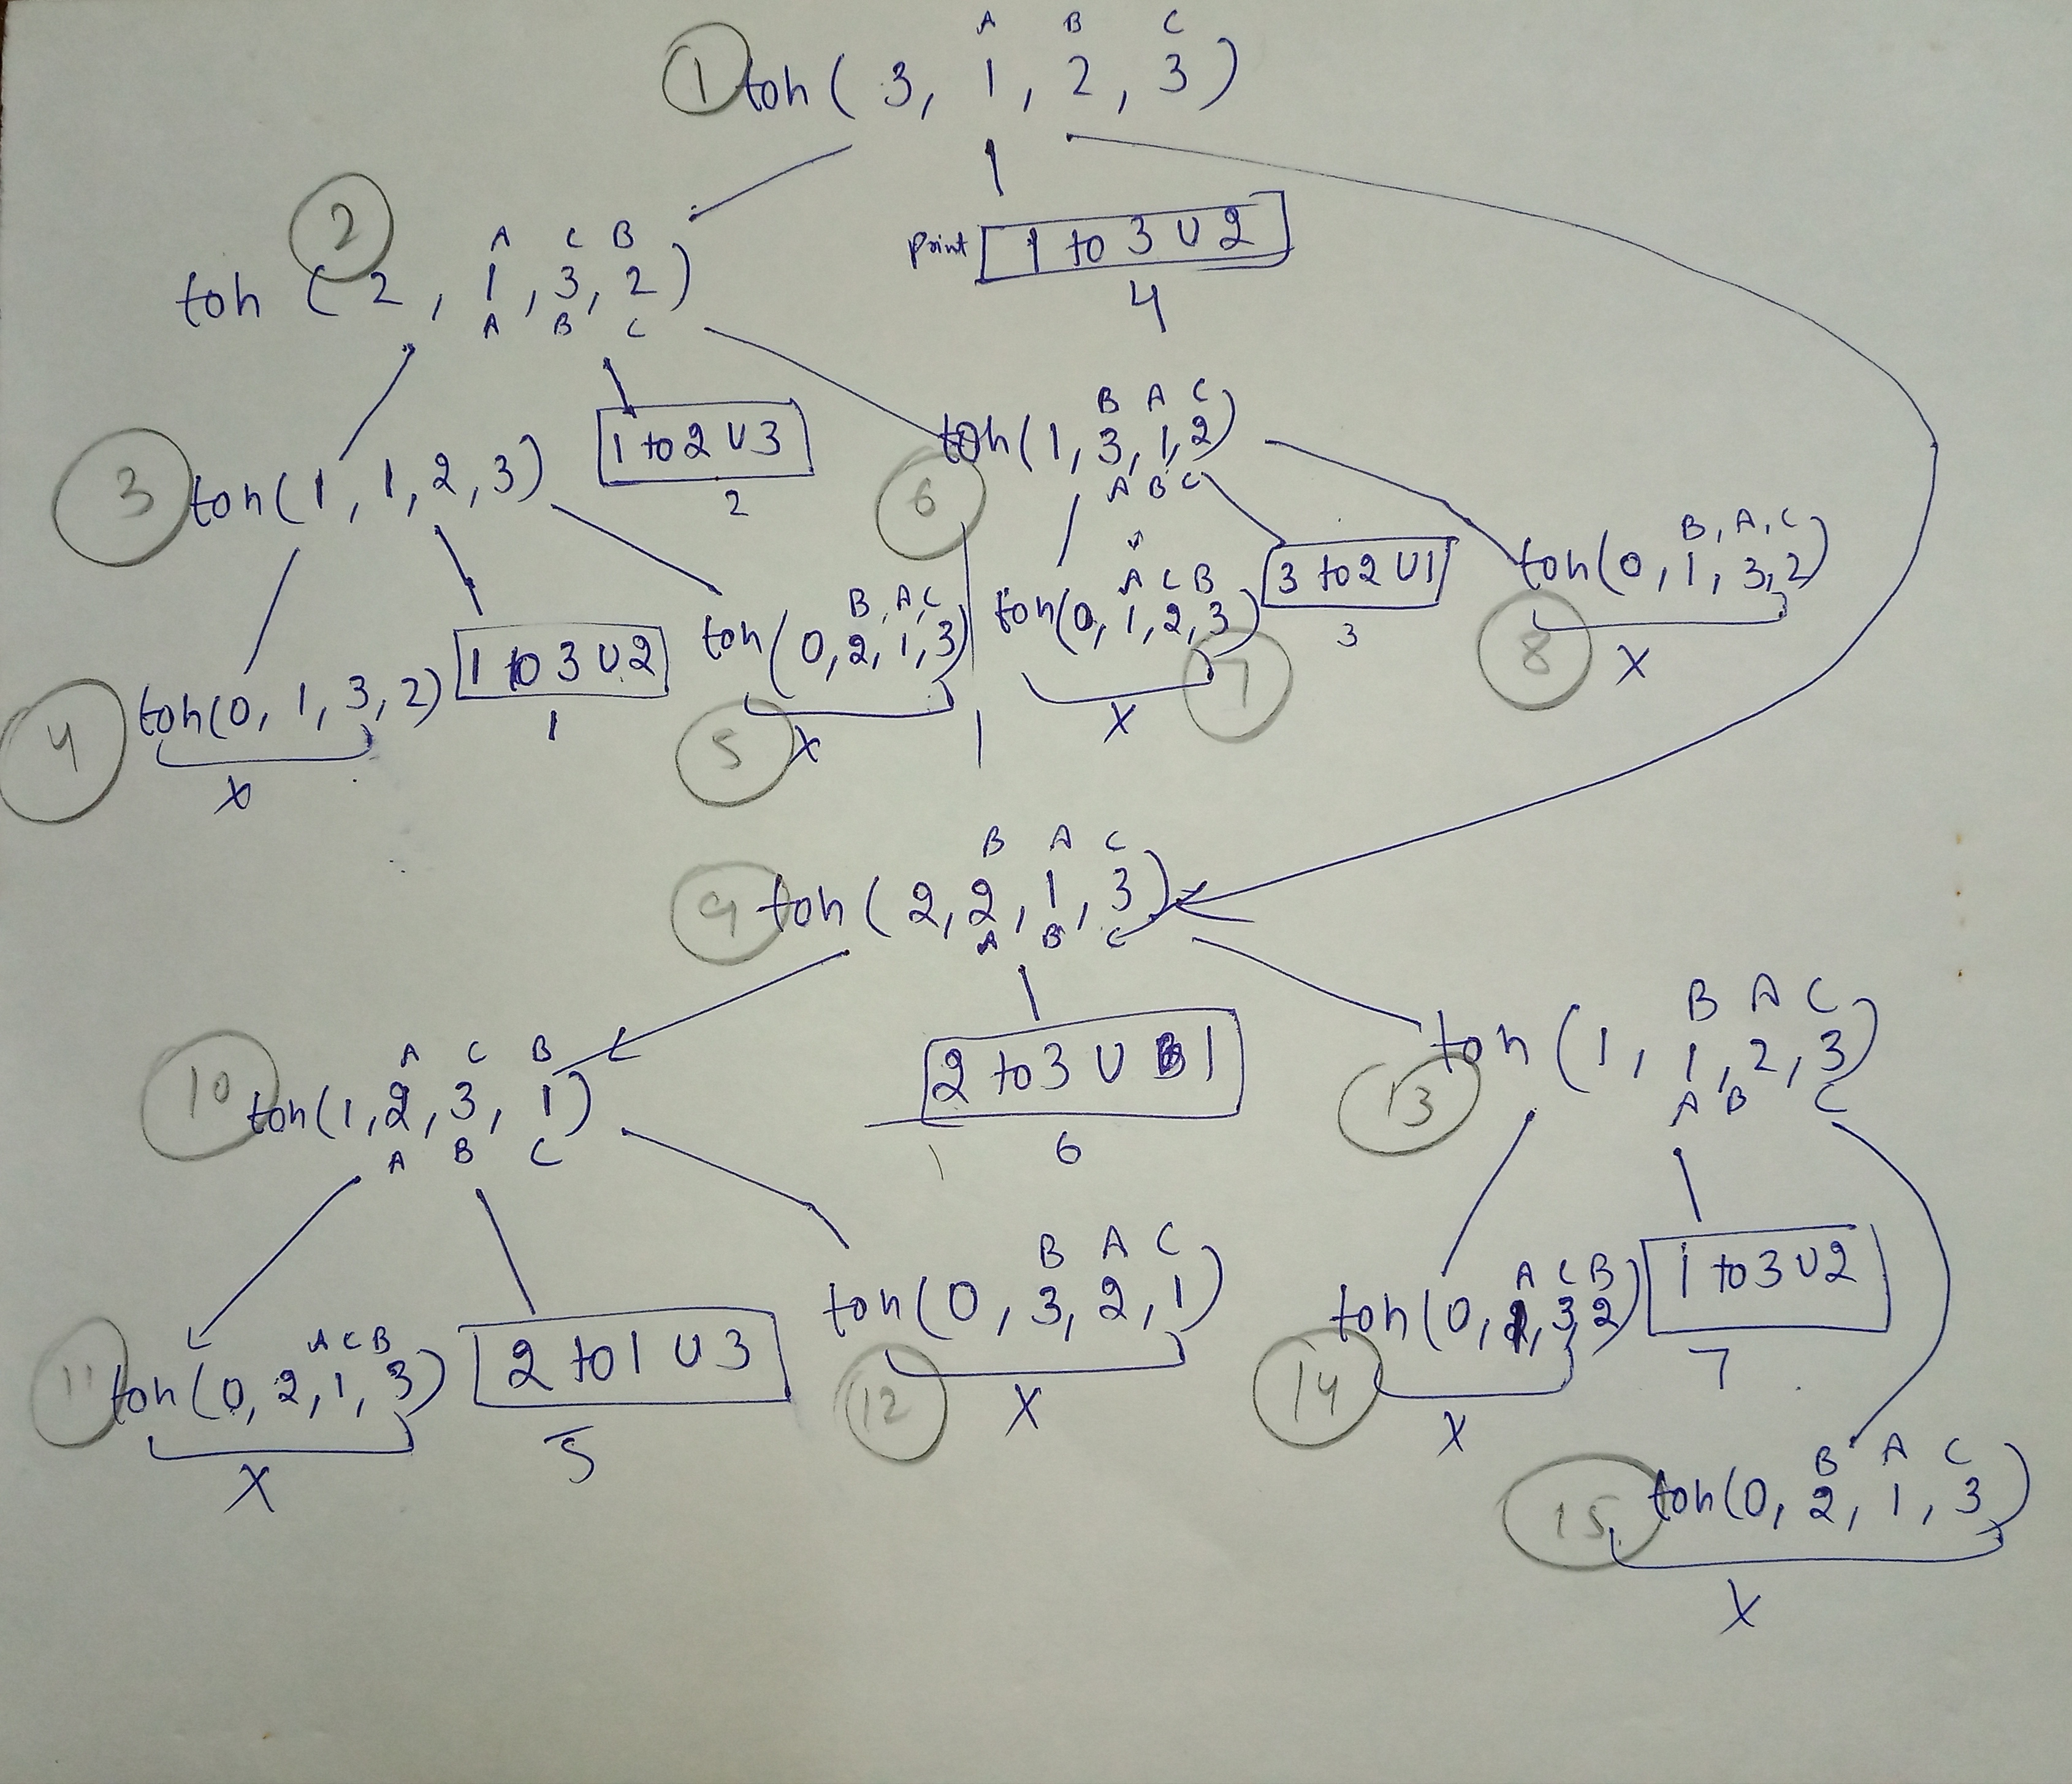 A B C
① toh ( 3, 1, 2, 3 )
②
A C B
toh ( 2, 1, 3, 2 )
A B C
print 1 to 3 U 2
4
③ toh ( 1, 1, 2, 3 )
1 to 2 U 3
2
B A C
toh ( 1, 3, 1, 2 )
A B C
⑥
④ toh(0, 1, 3, 2)
X
1 to 3 U 2
1
B, A, C
toh (0, 2, 1, 3)
⑤ X
A C B
toh(0, 1, 2, 3)
X ⑦
3 to 2 U 1
3
B, A, C
toh(0, 1, 3, 2)
⑧ X
B A C
⑨ toh ( 2, 2, 1, 3 )
A B C
A C B
⑩ toh(1, 2, 3, 1)
A B C
2 to 3 U 1
6
B A C
toh ( 1, 1, 2, 3 )
⑬ A B C
A C B
⑪ toh (0, 2, 1, 3)
X
2 to 1 U 3
5
B A C
toh (0, 3, 2, 1)
⑫ X
A C B
toh (0, 1, 3, 2)
⑭ X
1 to 3 U 2
7
B A C
⑮ toh(0, 2, 1, 3)
X